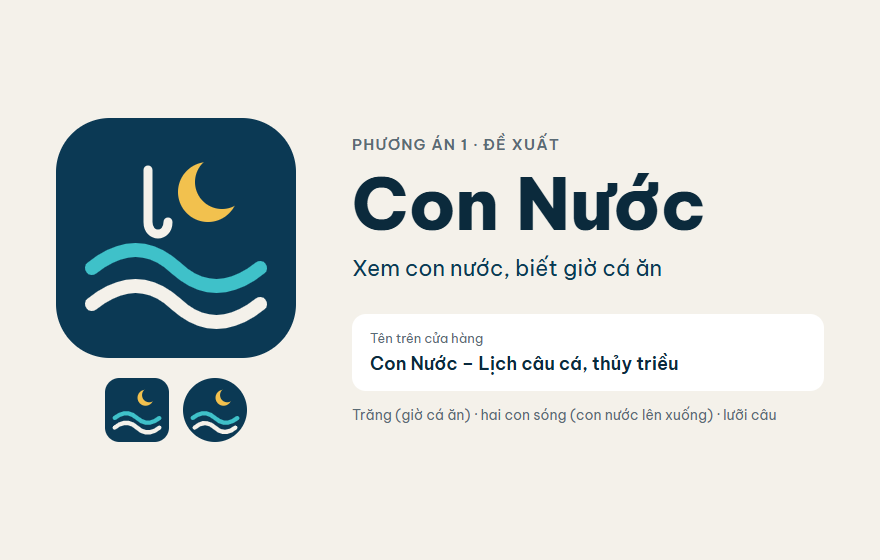 PHƯƠNG ÁN 1 · ĐỀ XUẤT
Con Nước
Xem con nước, biết giờ cá ăn
Tên trên cửa hàng
Con Nước – Lịch câu cá, thủy triều
Trăng (giờ cá ăn) · hai con sóng (con nước lên xuống) · lưỡi câu